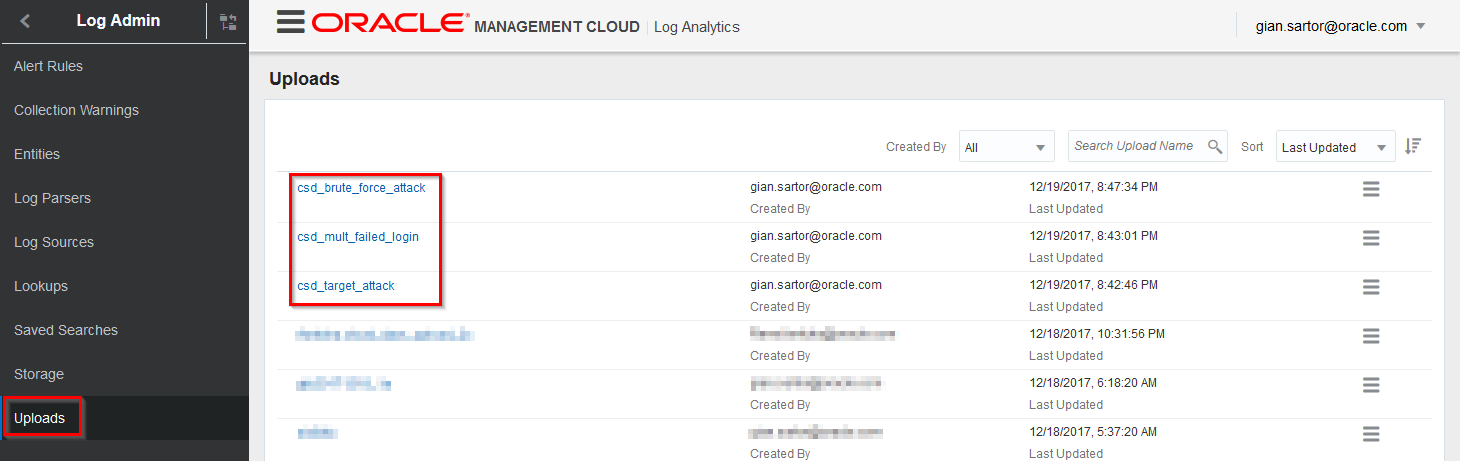 Log Admin
Alert Rules
Collection Warnings
Entities
Log Parsers
Log Sources
Lookups
Saved Searches
Storage
Uploads
ORACLE® MANAGEMENT CLOUD | Log Analytics
gian.sartor@oracle.com
Uploads
Created By All Search Upload Name Sort Last Updated
csd_brute_force_attack gian.sartor@oracle.com 12/19/2017, 8:47:34 PM
Created By Last Updated
csd_mult_failed_login gian.sartor@oracle.com 12/19/2017, 8:43:01 PM
Created By Last Updated
csd_target_attack gian.sartor@oracle.com 12/19/2017, 8:42:46 PM
Created By Last Updated
12/18/2017, 10:31:56 PM
Created By Last Updated
12/18/2017, 6:18:20 AM
Created By Last Updated
12/18/2017, 5:37:20 AM
Created By Last Updated